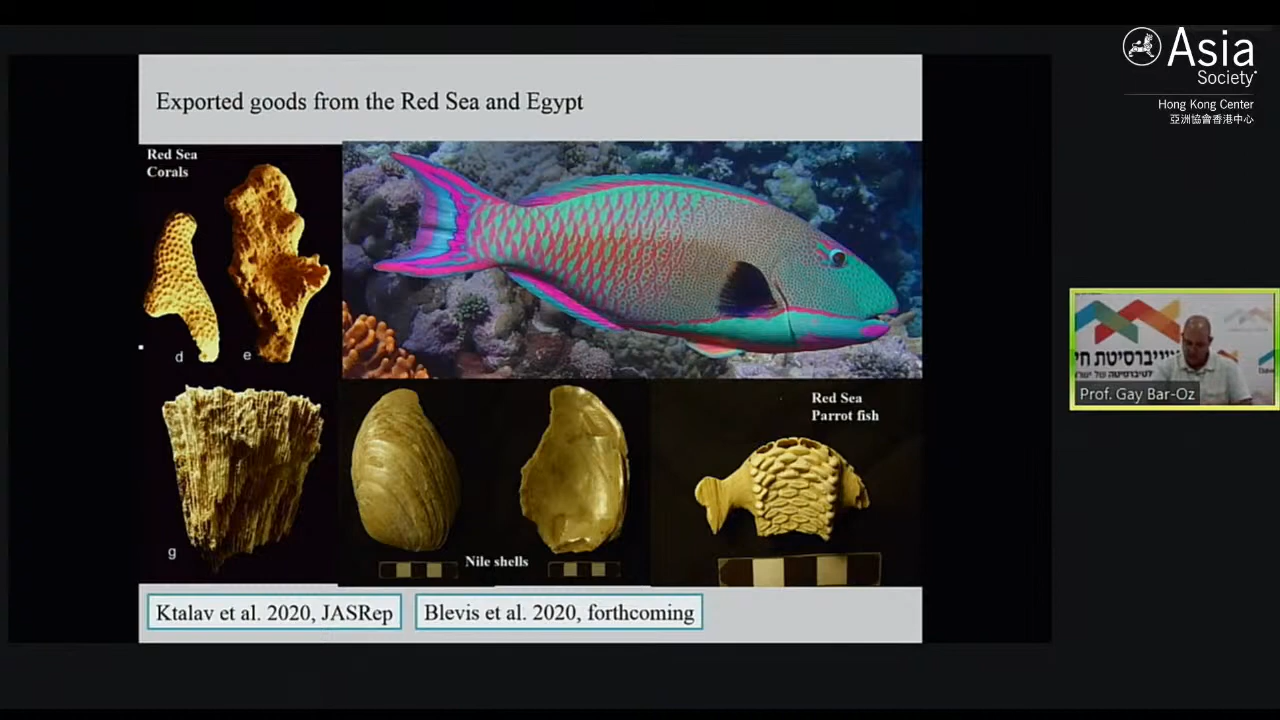 Asia
Society
Hong Kong Center
亞洲協會香港中心
Exported goods from the Red Sea and Egypt
Red Sea
Corals
d
e
g
Nile shells
Red Sea
Parrot fish
Ktalav et al. 2020, JASRep
Blevis et al. 2020, forthcoming
Prof. Gay Bar-Oz